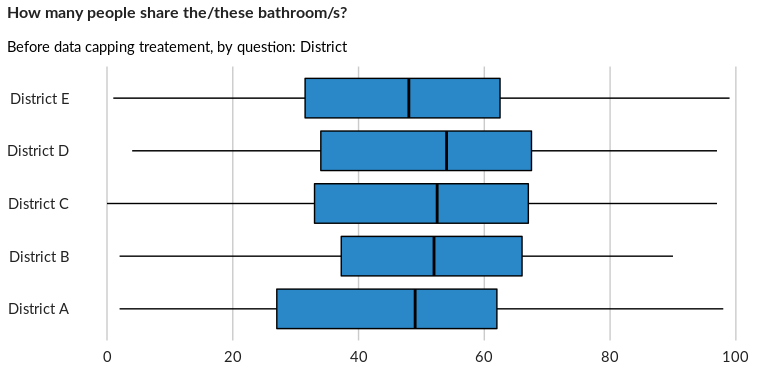 How many people share the/these bathroom/s?
Before data capping treatement, by question: District
District E
District D
District C
District B
District A
0 20 40 60 80 100